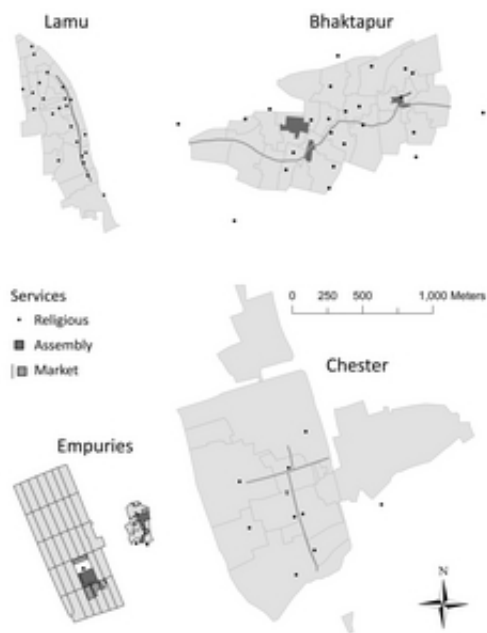 Lamu
Bhaktapur
Services
Religious
Assembly
Market
0 250 500 1,000 Meters
Chester
Empuries
N